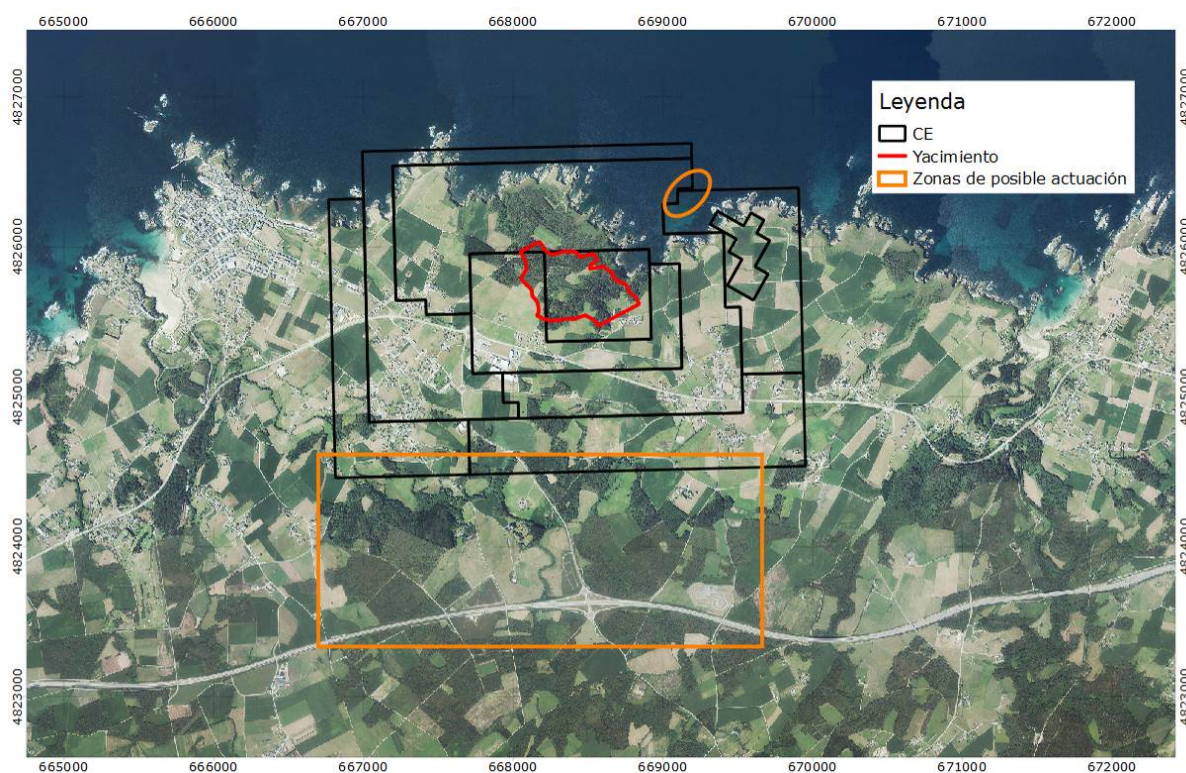 665000 666000 667000 668000 669000 670000 671000 672000
4827000 4827000
Leyenda
CE
Yacimiento
Zonas de posible actuación
4826000 4826000
4825000 4825000
4824000 4824000
4823000 4823000
665000 666000 667000 668000 669000 670000 671000 672000